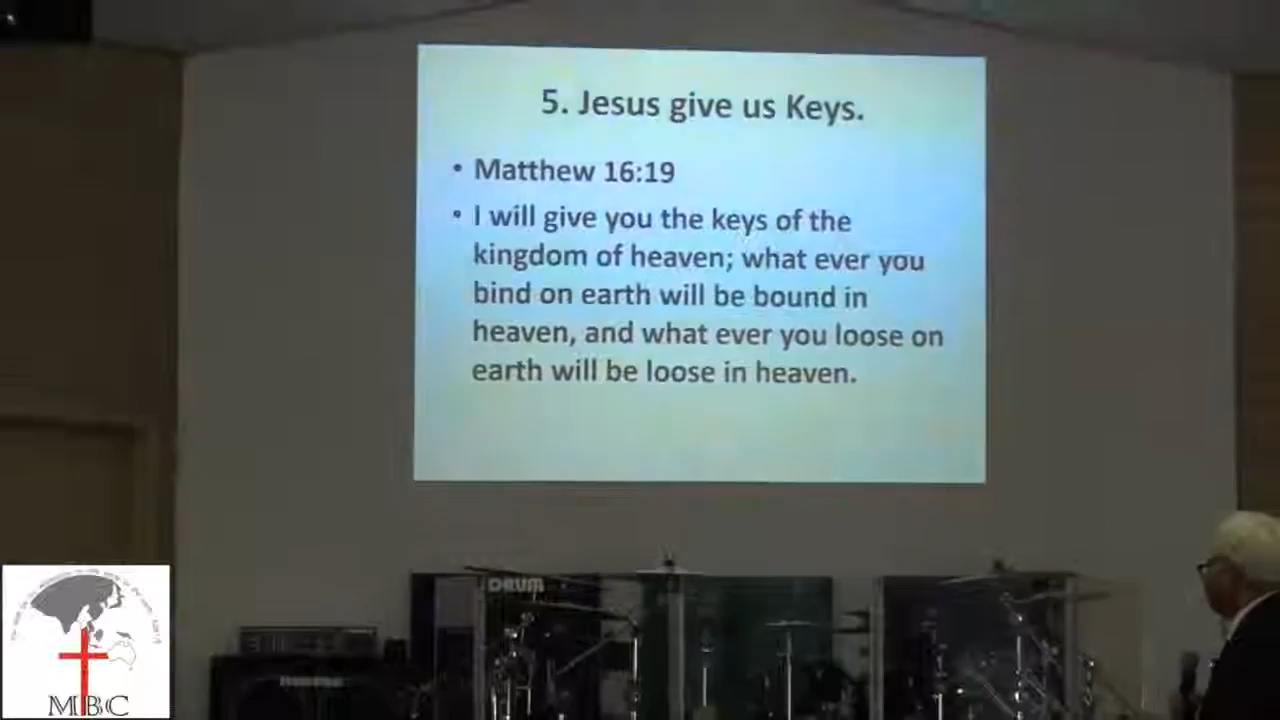 5. Jesus give us Keys.
• Matthew 16:19
• I will give you the keys of the
kingdom of heaven; what ever you
bind on earth will be bound in
heaven, and what ever you loose on
earth will be loose in heaven.
DRUM
MBC